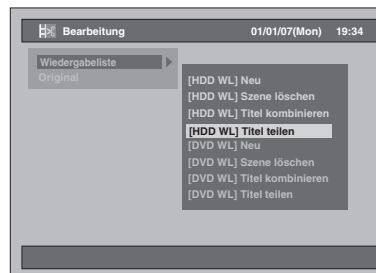 Bearbeitung 01/01/07(Mon) 19:34
Wiedergabeliste
Original
[HDD WL] Neu
[HDD WL] Szene löschen
[HDD WL] Titel kombinieren
[HDD WL] Titel teilen
[DVD WL] Neu
[DVD WL] Szene löschen
[DVD WL] Titel kombinieren
[DVD WL] Titel teilen